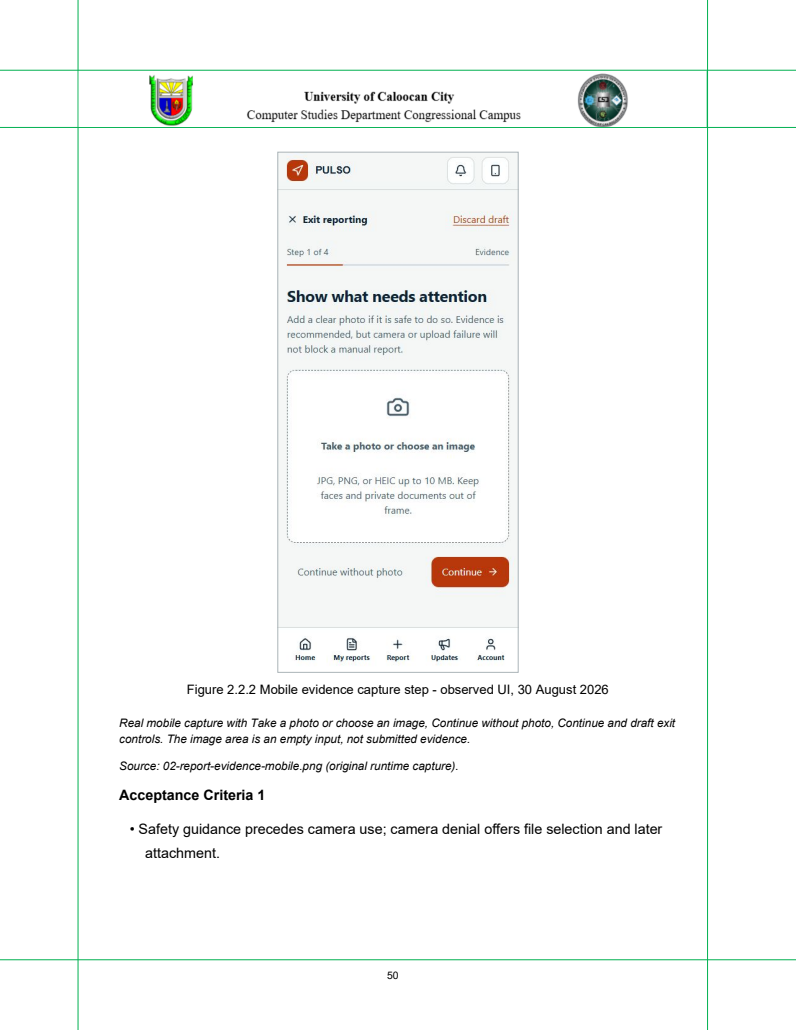 University of Caloocan City
Computer Studies Department Congressional Campus
PULSO
Exit reporting
Discard draft
Step 1 of 4
Evidence
Show what needs attention
Add a clear photo if it is safe to do so. Evidence is
recommended, but camera or upload failure will
not block a manual report.
Take a photo or choose an image
JPG, PNG, or HEIC up to 10 MB. Keep
faces and private documents out of
frame.
Continue without photo
Continue →
Home
My reports
Report
Updates
Account
Figure 2.2.2 Mobile evidence capture step - observed UI, 30 August 2026
Real mobile capture with Take a photo or choose an image, Continue without photo, Continue and draft exit
controls. The image area is an empty input, not submitted evidence.
Source: 02-report-evidence-mobile.png (original runtime capture).
Acceptance Criteria 1
• Safety guidance precedes camera use; camera denial offers file selection and later
attachment.
50